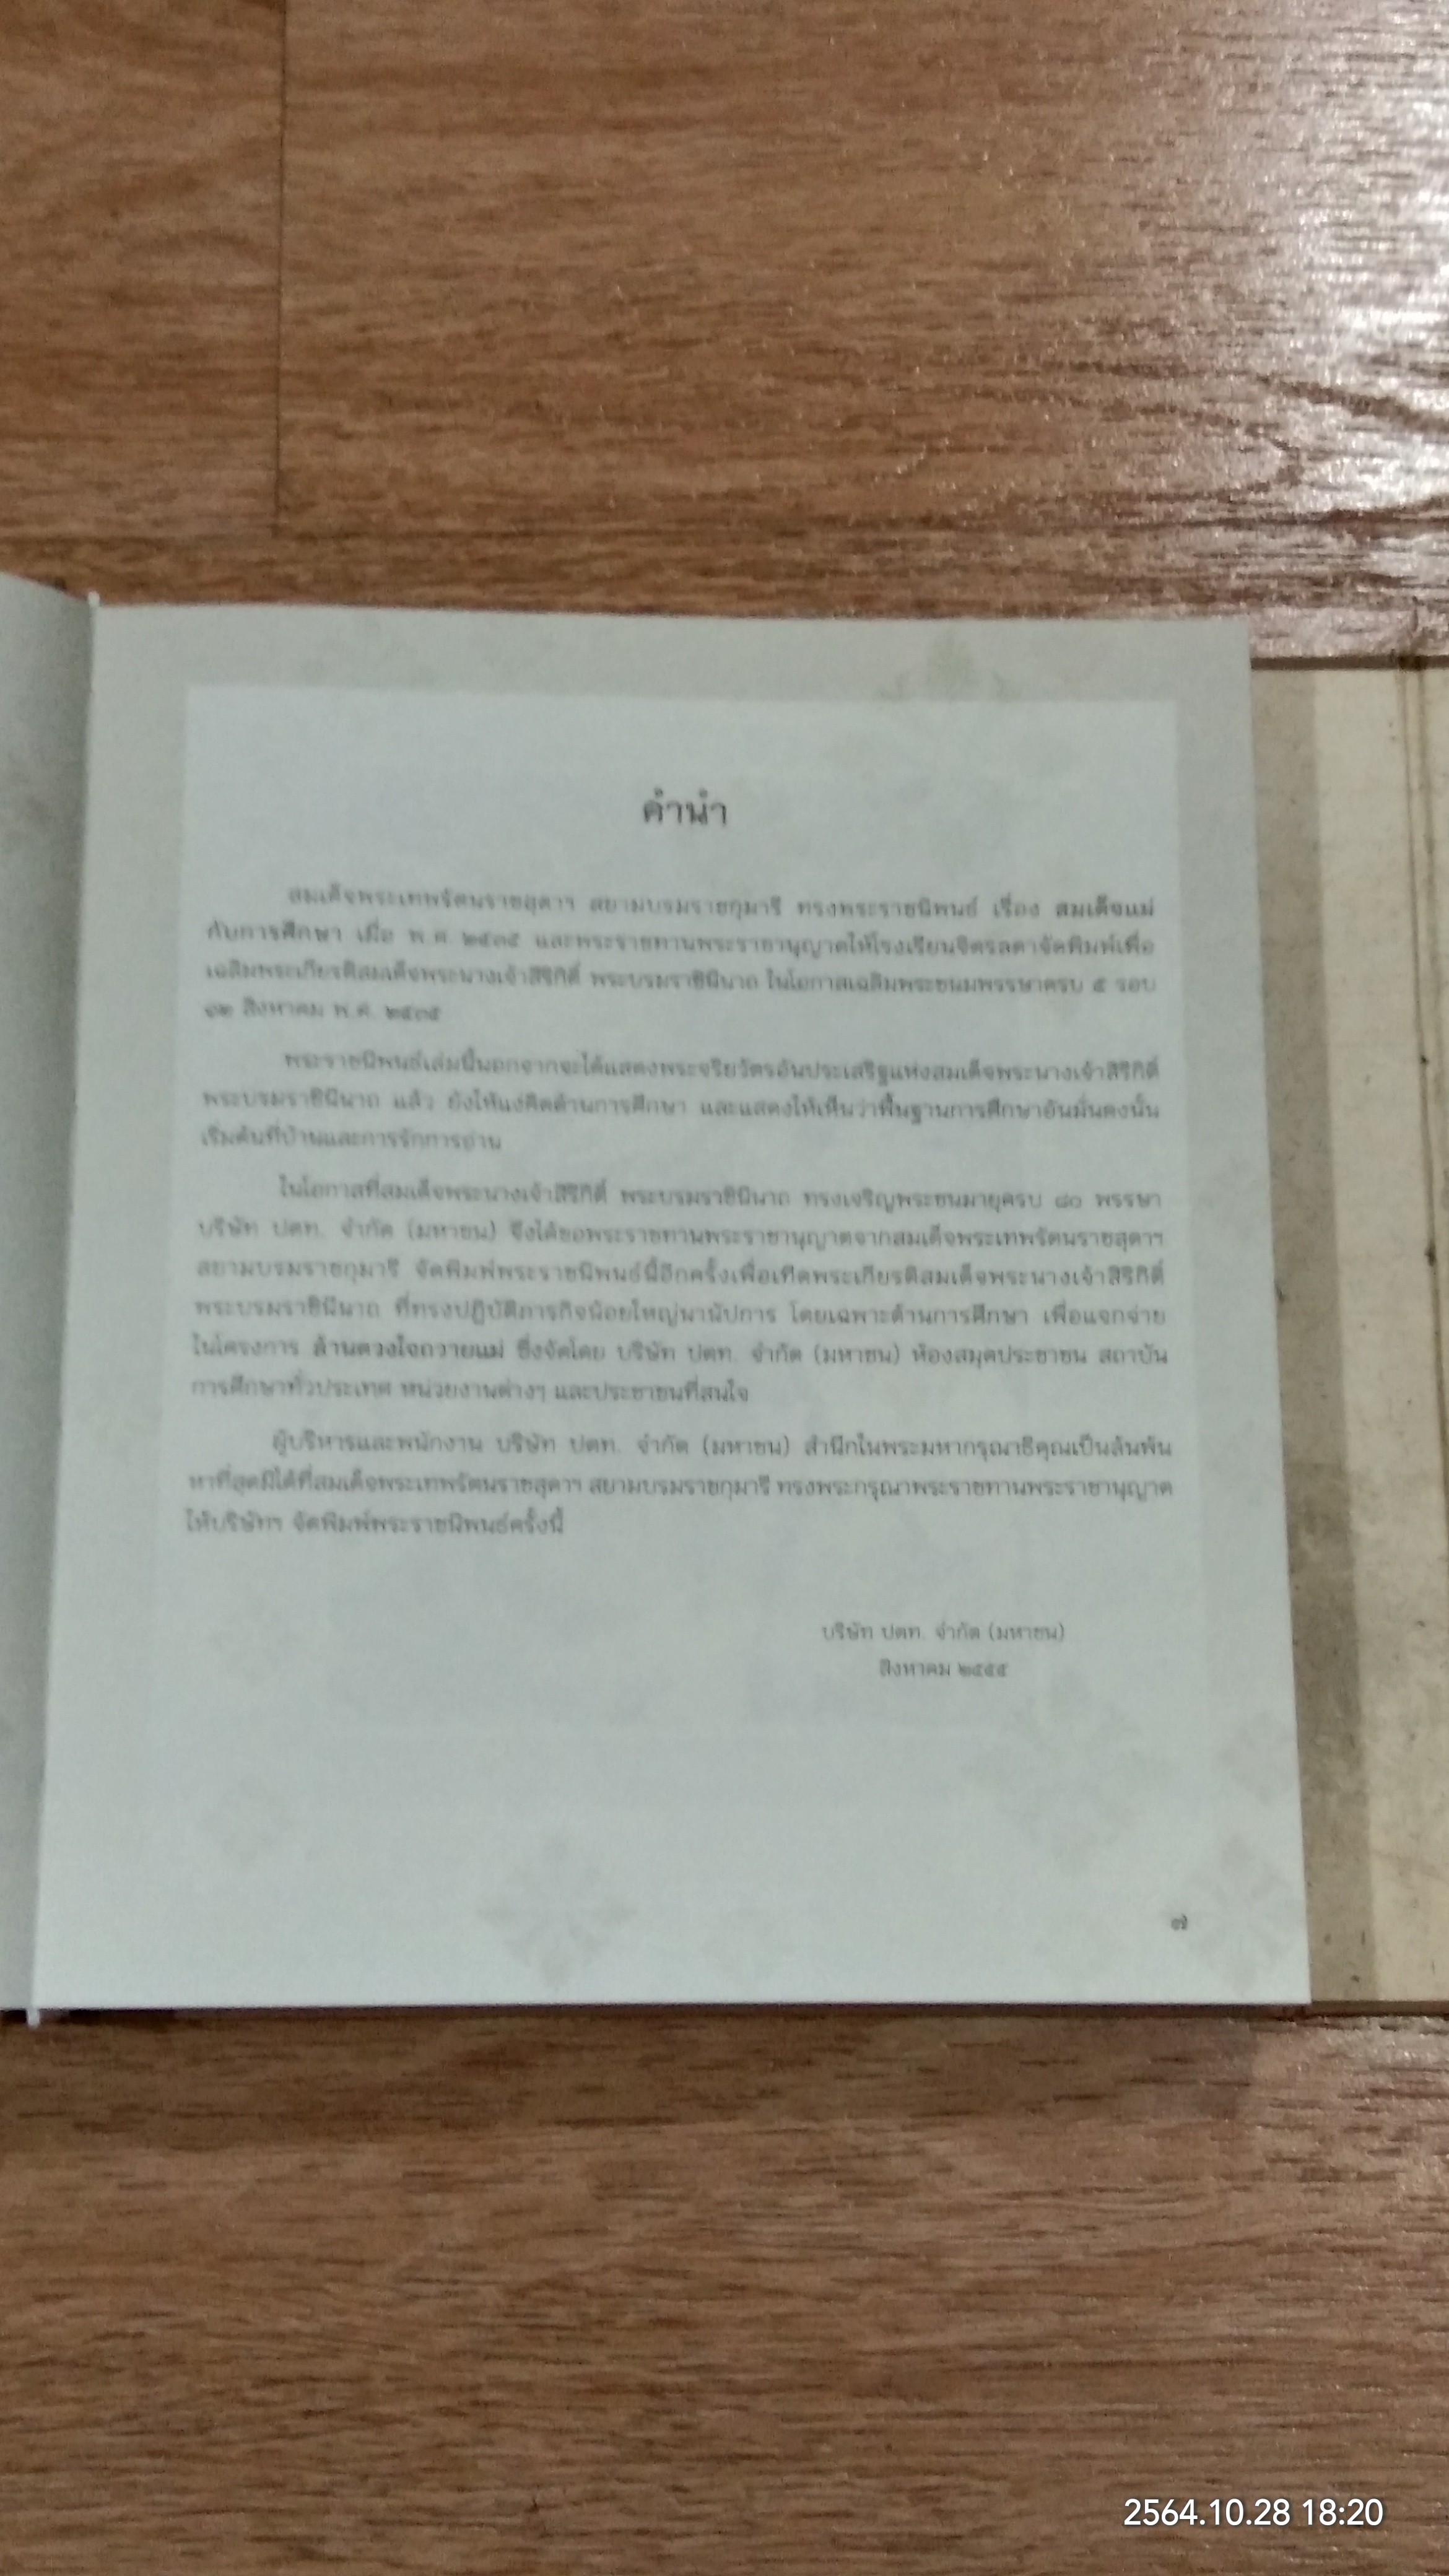 คำนำ
สมเด็จพระเทพรัตนราชสุดาฯ สยามบรมราชกุมารี ทรงพระราชนิพนธ์ เรื่อง สมเด็จแม่
กับการศึกษา เมื่อ พ.ศ. ๒๕๓๕ และพระราชทานพระราชานุญาตให้โรงเรียนจิตรลดาจัดพิมพ์เพื่อ
เฉลิมพระเกียรติสมเด็จพระนางเจ้าสิริกิติ์ พระบรมราชินีนาถ ในโอกาสเฉลิมพระชนมพรรษาครบ ๕ รอบ
๑๒ สิงหาคม พ.ศ. ๒๕๓๕
พระราชนิพนธ์เล่มนี้นอกจากจะได้แสดงพระจริยวัตรอันประเสริฐแห่งสมเด็จพระนางเจ้าสิริกิติ์
พระบรมราชินีนาถ แล้ว ยังให้แง่คิดด้านการศึกษา และแสดงให้เห็นว่าพื้นฐานการศึกษาอันมั่นคงนั้น
เริ่มต้นที่บ้านและการรักการอ่าน
ในโอกาสที่สมเด็จพระนางเจ้าสิริกิติ์ พระบรมราชินีนาถ ทรงเจริญพระชนมายุครบ ๘๐ พรรษา
บริษัท ปตท. จำกัด (มหาชน) จึงได้ขอพระราชทานพระราชานุญาตจากสมเด็จพระเทพรัตนราชสุดาฯ
สยามบรมราชกุมารี จัดพิมพ์พระราชนิพนธ์นี้อีกครั้งเพื่อเทิดพระเกียรติสมเด็จพระนางเจ้าสิริกิติ์
พระบรมราชินีนาถ ที่ทรงปฏิบัติภารกิจน้อยใหญ่นานัปการ โดยเฉพาะด้านการศึกษา เพื่อแจกจ่าย
ในโครงการ ล้านดวงใจถวายแม่ ซึ่งจัดโดย บริษัท ปตท. จำกัด (มหาชน) ห้องสมุดประชาชน สถาบัน
การศึกษาทั่วประเทศ หน่วยงานต่างๆ และประชาชนที่สนใจ
ผู้บริหารและพนักงาน บริษัท ปตท. จำกัด (มหาชน) สำนึกในพระมหากรุณาธิคุณเป็นล้นพ้น
หาที่สุดมิได้ที่สมเด็จพระเทพรัตนราชสุดาฯ สยามบรมราชกุมารี ทรงพระกรุณาพระราชทานพระราชานุญาต
ให้บริษัทฯ จัดพิมพ์พระราชนิพนธ์ครั้งนี้
บริษัท ปตท. จำกัด (มหาชน)
สิงหาคม ๒๕๕๕
๗
2564.10.28 18:20